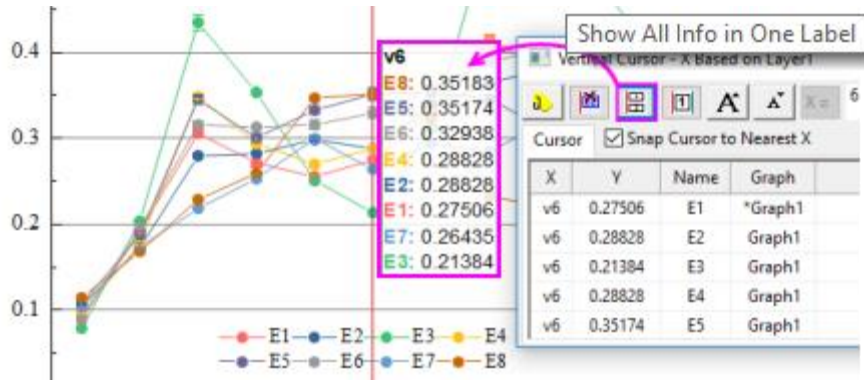 Show All Info in One Label
0.4
0.3
0.2
0.1
v6
E8: 0.35183
E5: 0.35174
E6: 0.32938
E4: 0.28828
E2: 0.28828
E1: 0.27506
E7: 0.26435
E3: 0.21384
E1 E2 E3 E4
E5 E6 E7 E8
Vertical Cursor - X Based on Layer1
A A X = 6
Cursor Snap Cursor to Nearest X
X Y Name Graph
v6 0.27506 E1 *Graph1
v6 0.28828 E2 Graph1
v6 0.21384 E3 Graph1
v6 0.28828 E4 Graph1
v6 0.35174 E5 Graph1